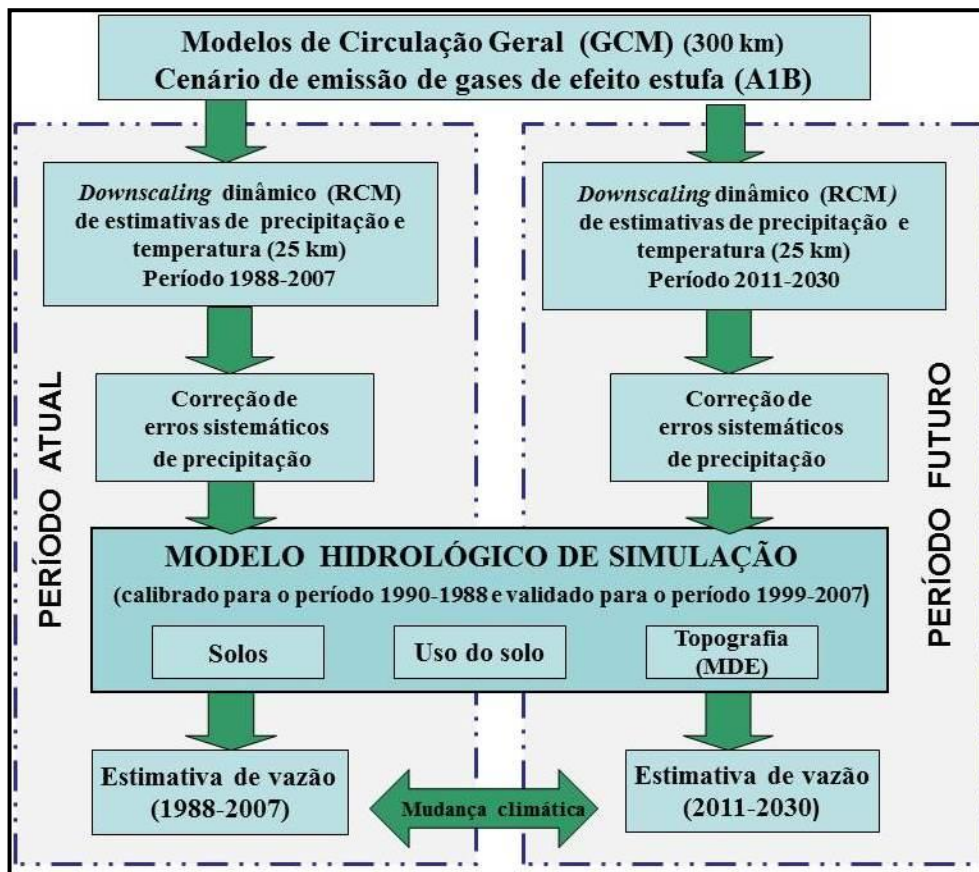 Modelos de Circulação Geral (GCM) (300 km)
Cenário de emissão de gases de efeito estufa (A1B)
PERÍODO ATUAL
Downscaling dinâmico (RCM)
de estimativas de precipitação e
temperatura (25 km)
Período 1988-2007
Downscaling dinâmico (RCM)
de estimativas de precipitação e
temperatura (25 km)
Período 2011-2030
PERÍODO FUTURO
Correção de
erros sistemáticos
de precipitação
Correção de
erros sistemáticos
de precipitação
MODELO HIDROLÓGICO DE SIMULAÇÃO
(calibrado para o período 1990-1988 e validado para o período 1999-2007)
Solos
Uso do solo
Topografia
(MDE)
Estimativa de vazão
(1988-2007)
Mudança climática
Estimativa de vazão
(2011-2030)